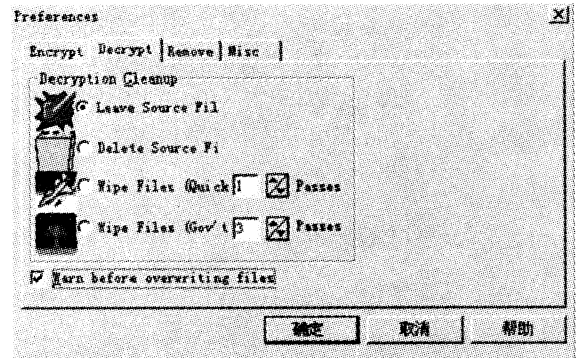 Preferences
Encrypt Decrypt Remove Misc
Decryption Cleanup
Leave Source Fil
Delete Source Fi
Wipe Files (Quick 1 Passes
Wipe Files (Gov't 3 Passes
Warn before overwriting files
确定 取消 帮助